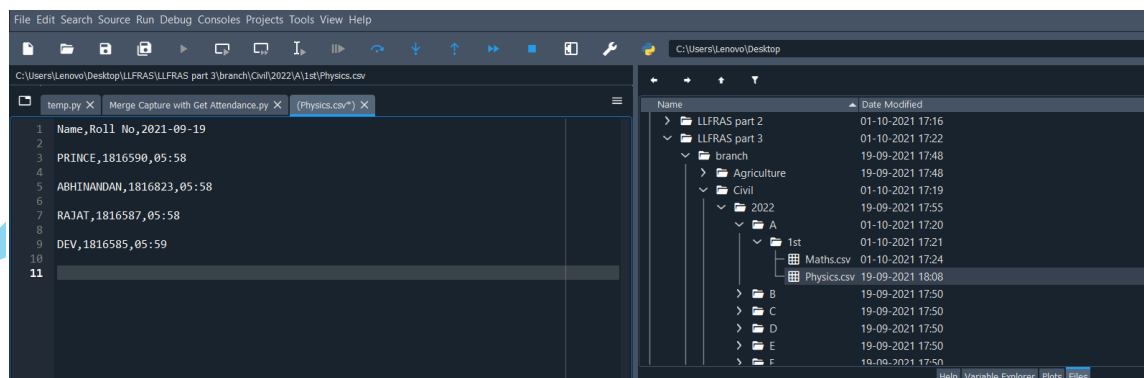 File Edit Search Source Run Debug Consoles Projects Tools View Help
C:\Users\Lenovo\Desktop
C:\Users\Lenovo\Desktop\LLFRAS\LLFRAS part 3\branch\Civil\2022\A\1st\Physics.csv
temp.py X Merge Capture with Get Attendance.py X (Physics.csv*) X
1 Name,Roll No,2021-09-19
2
3 PRINCE,1816590,05:58
4
5 ABHINANDAN,1816823,05:58
6
7 RAJAT,1816587,05:58
8
9 DEV,1816585,05:59
10
11
Name Date Modified
LLFRAS part 2 01-10-2021 17:16
LLFRAS part 3 01-10-2021 17:22
branch 19-09-2021 17:48
Agriculture 19-09-2021 17:48
Civil 01-10-2021 17:19
2022 19-09-2021 17:55
A 01-10-2021 17:20
1st 01-10-2021 17:21
Maths.csv 01-10-2021 17:24
Physics.csv 19-09-2021 18:08
B 19-09-2021 17:50
C 19-09-2021 17:50
D 19-09-2021 17:50
E 19-09-2021 17:50
F 19-09-2021 17:50
Help Variable Explorer Plots Files